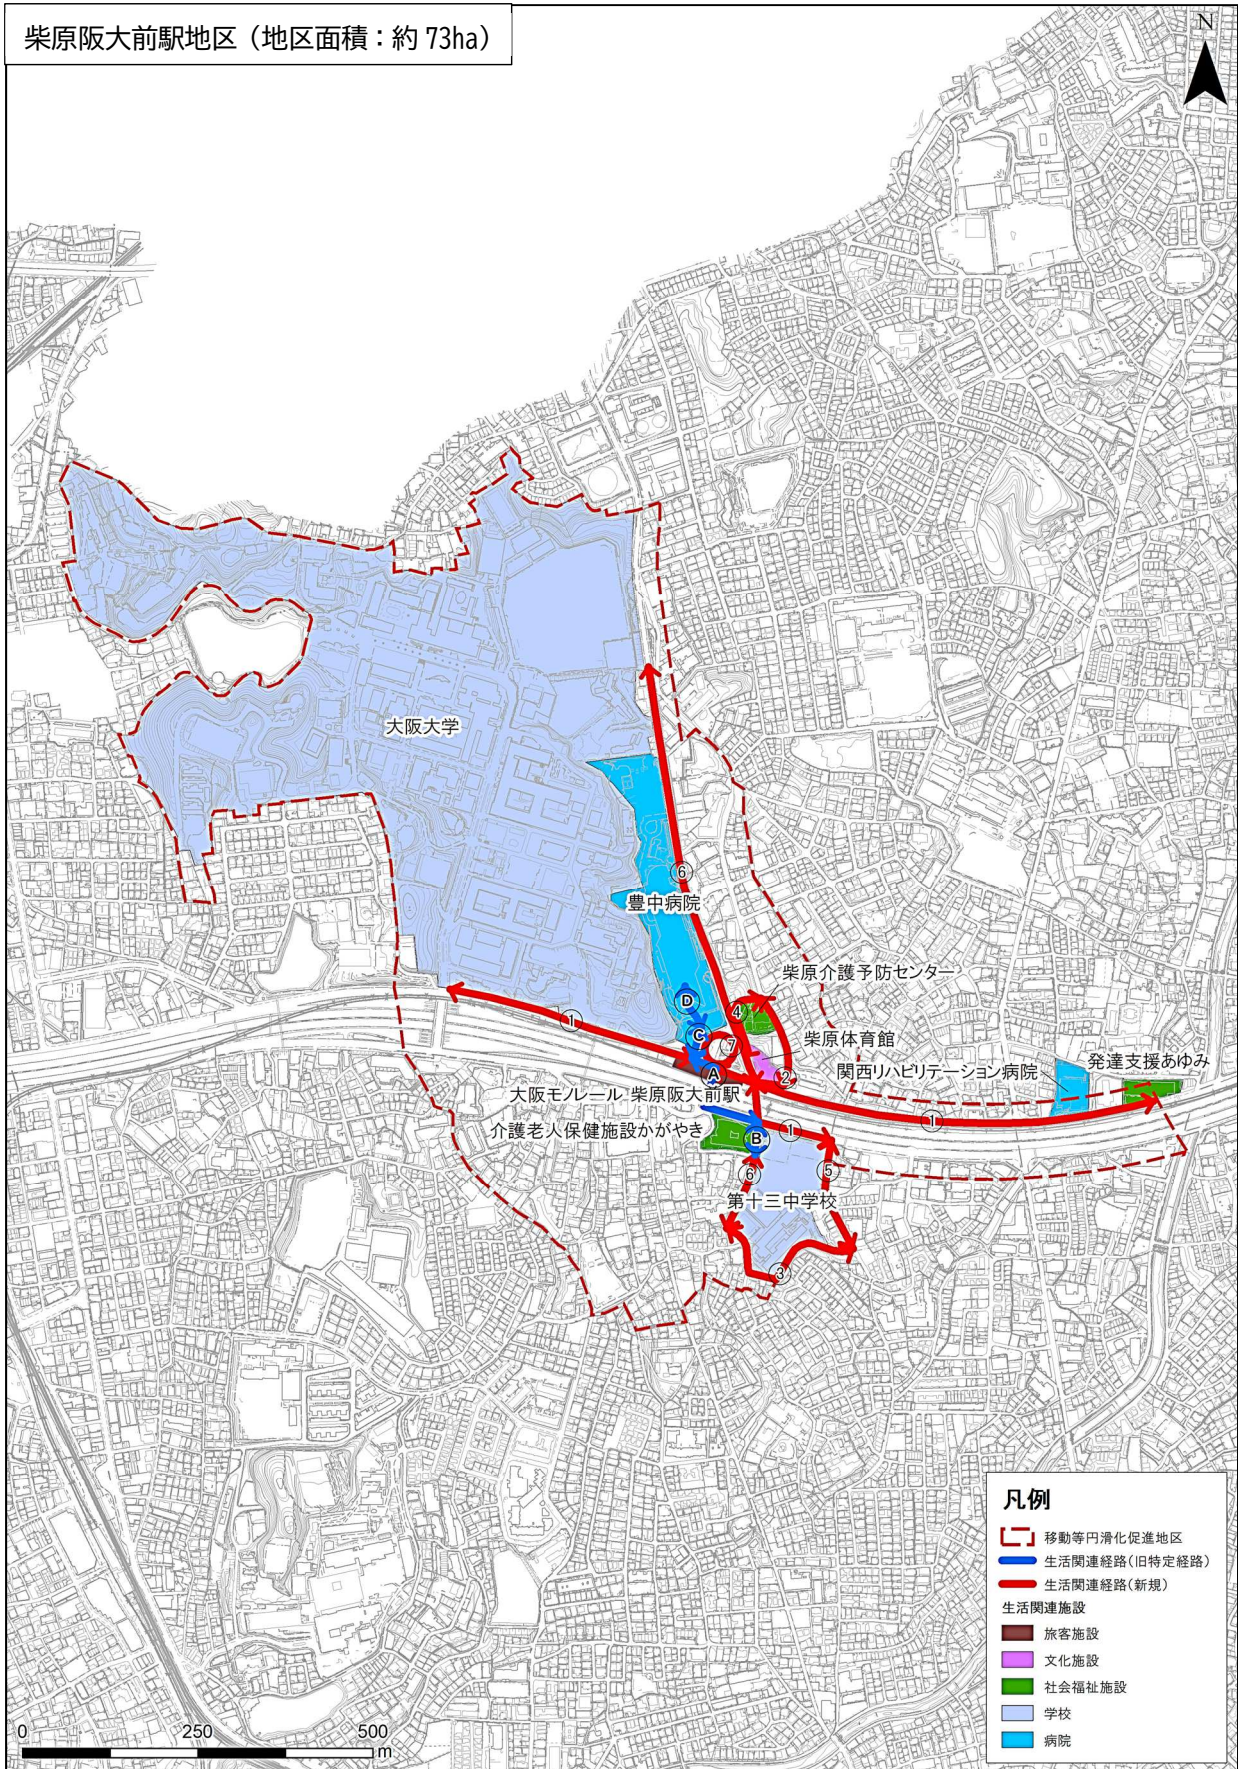 柴原阪大前駅地区（地区面積：約 73ha）
N
大阪大学
⑥
豊中病院
柴原介護予防センター
D
④
①
C
⑦
柴原体育館
発達支援あゆみ
関西リハビリテーション病院
A
②
大阪モノレール 柴原阪大前駅
①
介護老人保健施設かがやき
①
B
⑥
⑤
第十三中学校
③
凡例
移動等円滑化促進地区
生活関連経路(旧特定経路)
生活関連経路(新規)
生活関連施設
旅客施設
文化施設
社会福祉施設
学校
病院
0 250 500
m